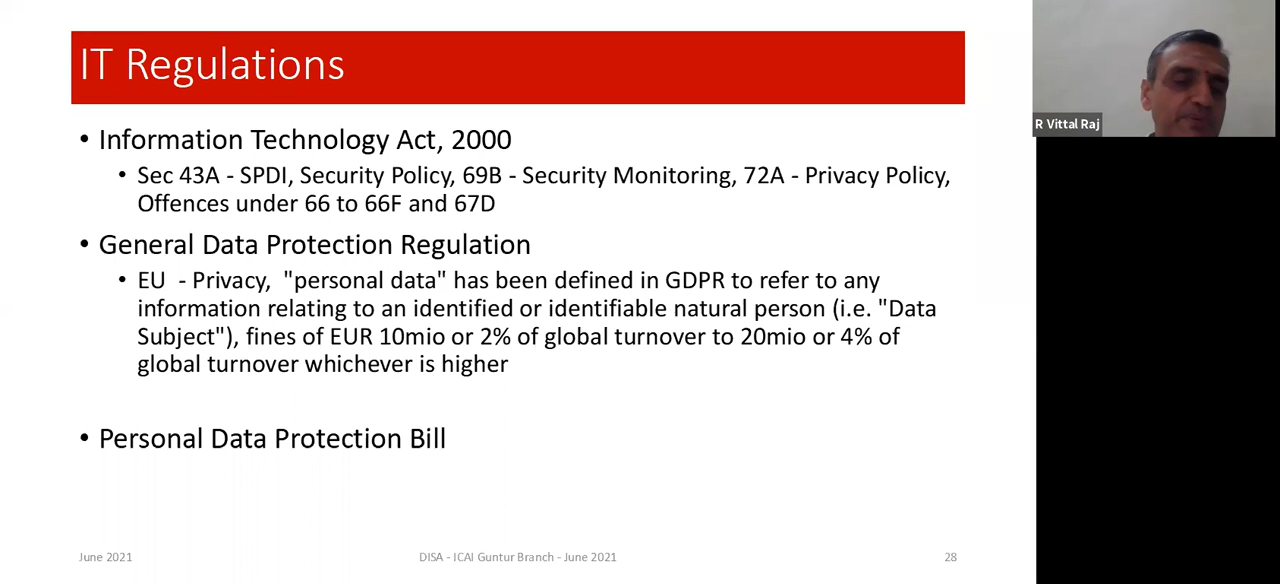 IT Regulations
• Information Technology Act, 2000
• Sec 43A - SPDI, Security Policy, 69B - Security Monitoring, 72A - Privacy Policy,
Offences under 66 to 66F and 67D
• General Data Protection Regulation
• EU - Privacy, "personal data" has been defined in GDPR to refer to any
information relating to an identified or identifiable natural person (i.e. "Data
Subject"), fines of EUR 10mio or 2% of global turnover to 20mio or 4% of
global turnover whichever is higher
• Personal Data Protection Bill
June 2021
DISA - ICAI Guntur Branch - June 2021
28
R Vittal Raj